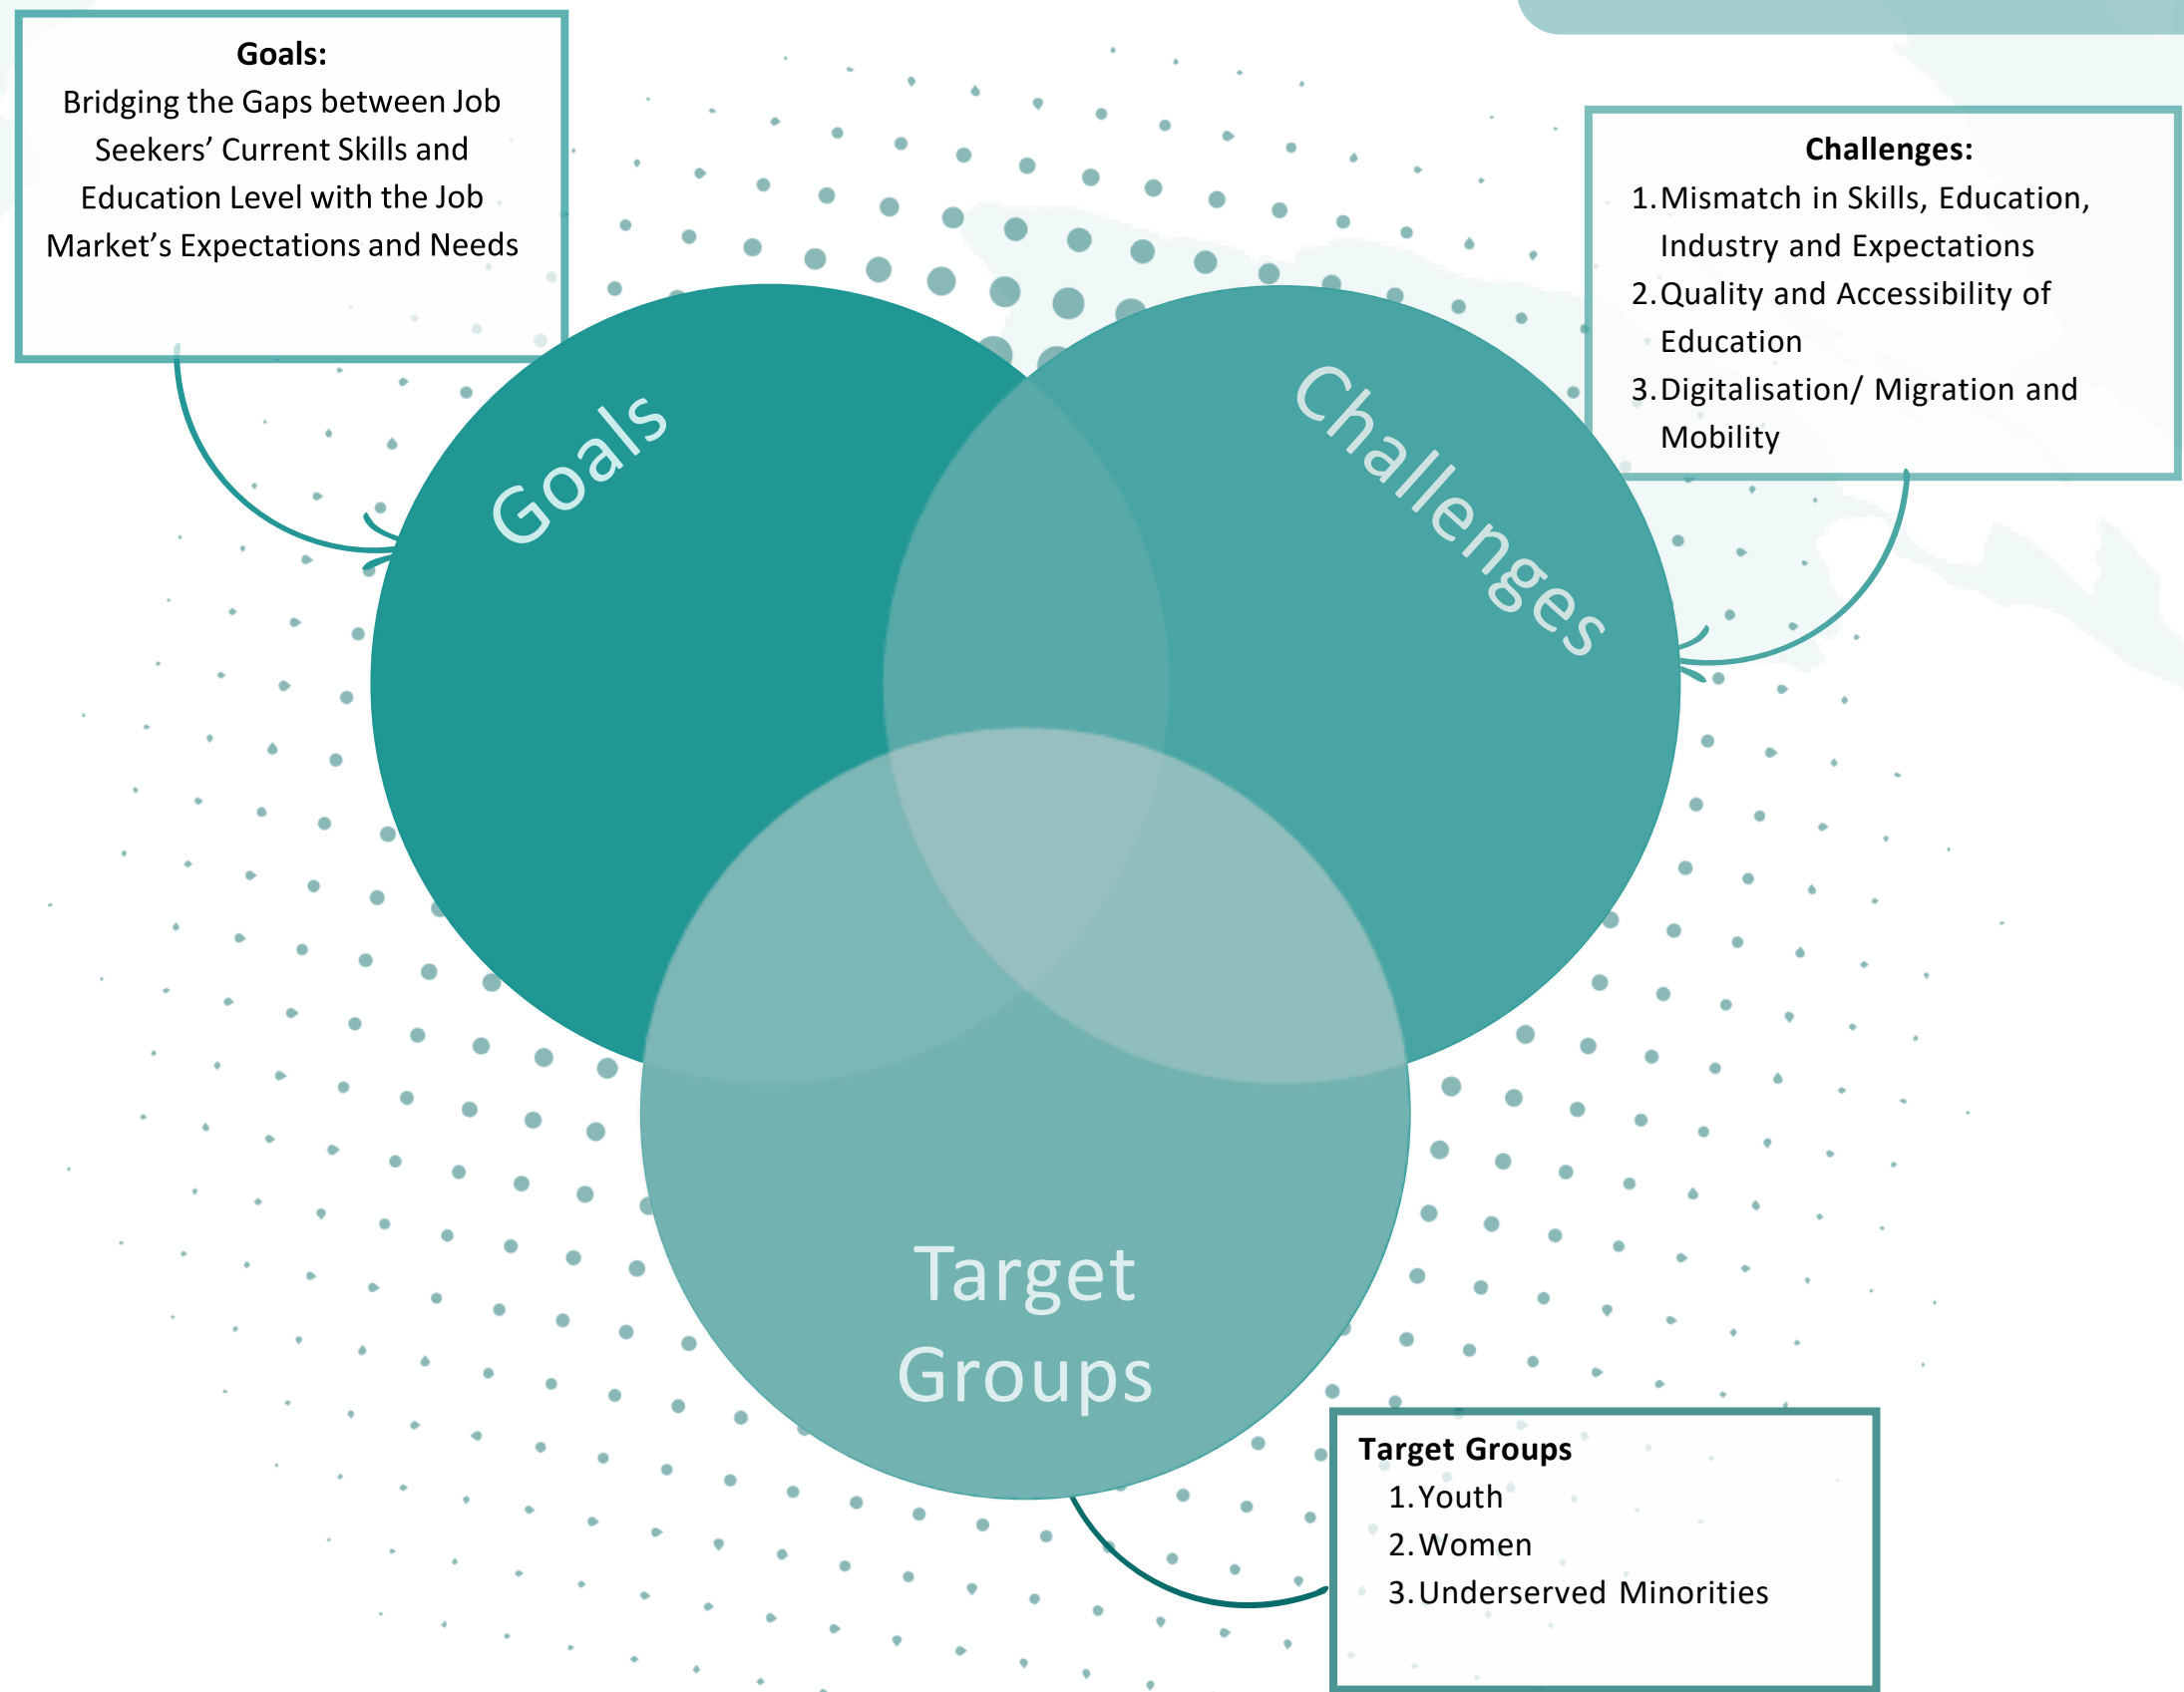 Goals:
Bridging the Gaps between Job
Seekers’ Current Skills and
Education Level with the Job
Market’s Expectations and Needs
Challenges:
1.Mismatch in Skills, Education,
Industry and Expectations
2.Quality and Accessibility of
Education
3.Digitalisation/ Migration and
Mobility
Goals
Challenges
Target
Groups
Target Groups
1.Youth
2.Women
3.Underserved Minorities